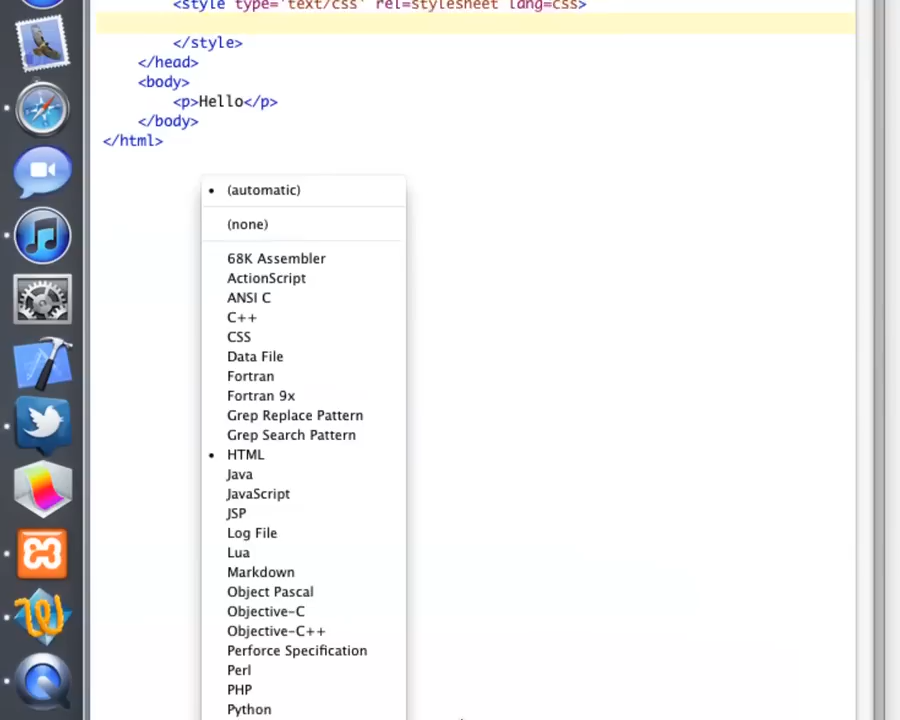 <style type="text/css" rel=stylesheet lang=css>
</style>
</head>
<body>
<p>Hello</p>
</body>
</html>
• (automatic)
(none)
68K Assembler
ActionScript
ANSI C
C++
CSS
Data File
Fortran
Fortran 9x
Grep Replace Pattern
Grep Search Pattern
• HTML
Java
JavaScript
JSP
Log File
Lua
Markdown
Object Pascal
Objective-C
Objective-C++
Perforce Specification
Perl
PHP
Python